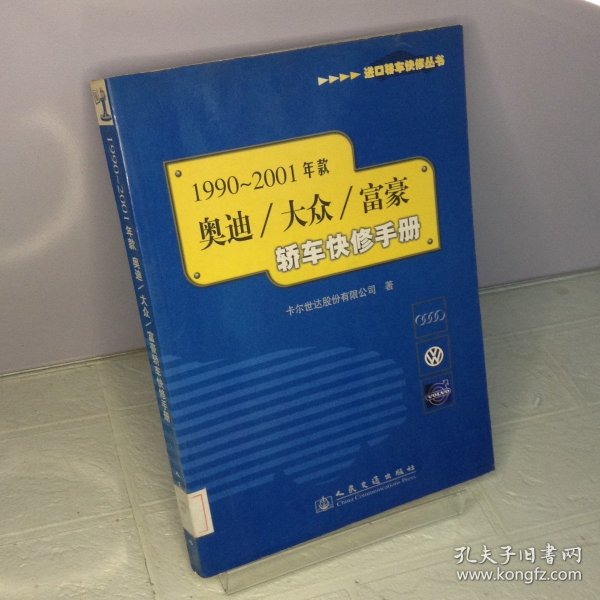 ▶▶▶▶ 进口轿车快修丛书
1990~2001年款
奥迪/大众/富豪
轿车快修手册
卡尔世达股份有限公司 著
VOLVO
人民交通出版社
China Communications Press
1990~2001年款 奥迪/大众/富豪轿车快修手册
孔夫子旧书网
www.kongfz.com